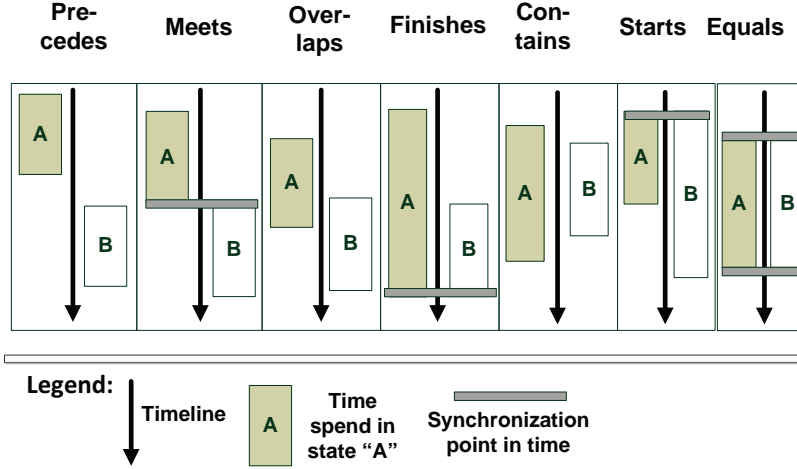 Pre-
cedes
Meets
Over-
laps
Finishes
Con-
tains
Starts
Equals
A
B
A
B
A
B
A
B
A
B
A
B
A
B
Legend:
Timeline
A
Time
spend in
state “A”
Synchronization
point in time